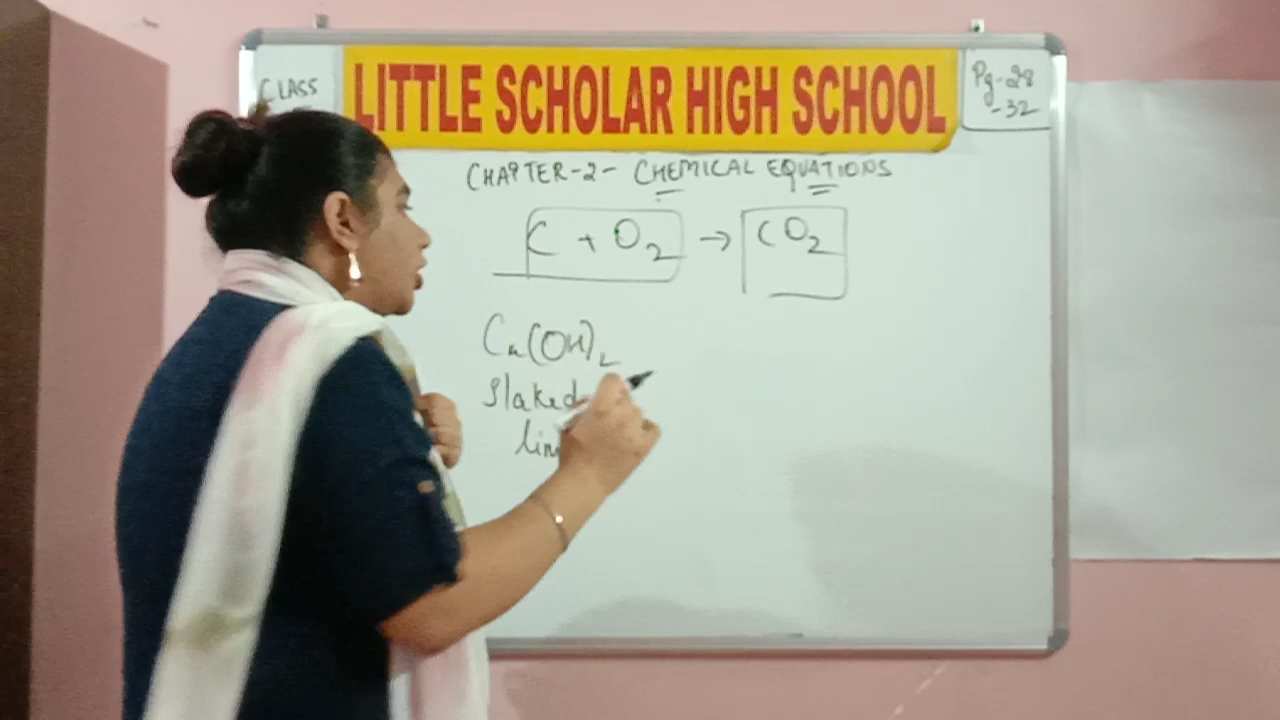 CLASS
LITTLE SCHOLAR HIGH SCHOOL
Pg-28
-32
CHAPTER-2- CHEMICAL EQUATIONS
C + O2 → CO2
Ca(OH)2
Slaked